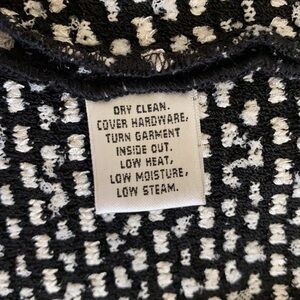 DRY CLEAN.
COVER HARDWARE,
TURN GARMENT
INSIDE OUT.
LOW HEAT,
LOW MOISTURE,
LOW STEAM.